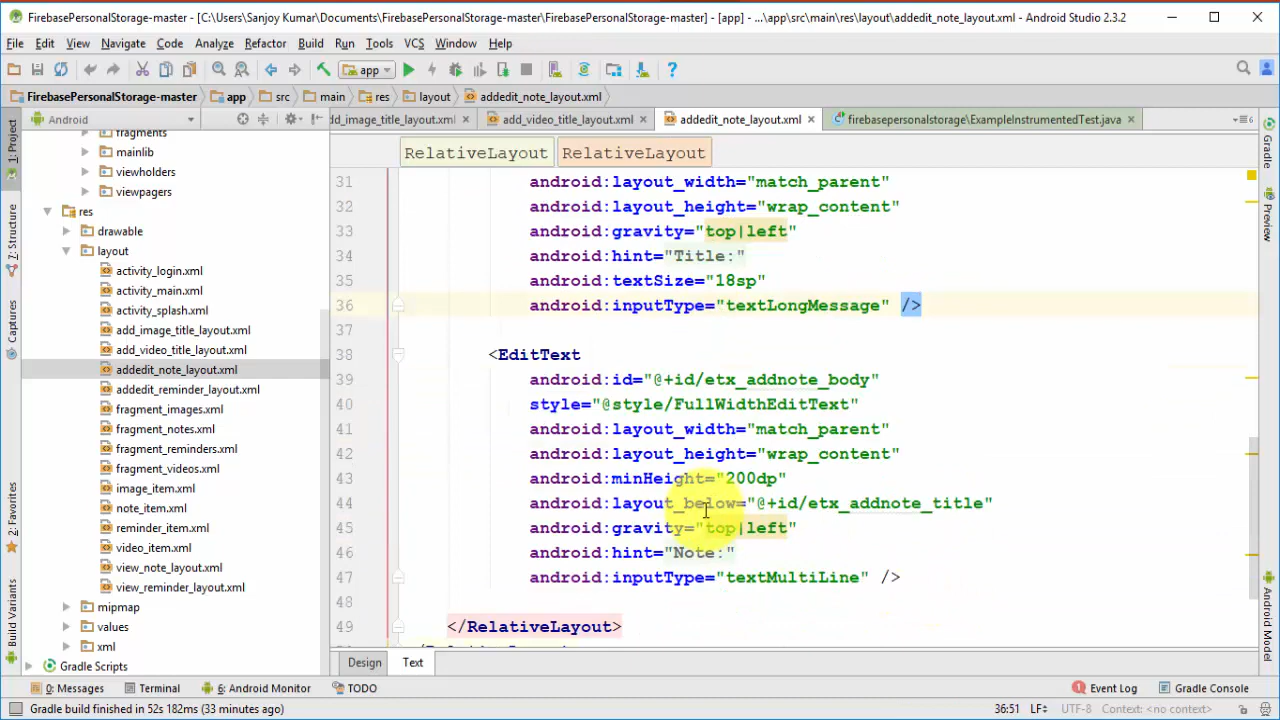 FirebasePersonalStorage-master - [C:\Users\Sanjoy Kumar\Documents\FirebasePersonalStorage-master\FirebasePersonalStorage-master] - [app] - ...\app\src\main\res\layout\addedit_note_layout.xml - Android Studio 2.3.2
File Edit View Navigate Code Analyze Refactor Build Run Tools VCS Window Help
app
FirebasePersonalStorage-master app src main res layout addedit_note_layout.xml
Android
dd_image_title_layout.xml add_video_title_layout.xml addedit_note_layout.xml firebasepersonalstorage\ExampleInstrumentedTest.java
6
RelativeLayout RelativeLayout
1: Project
7: Structure
Captures
2: Favorites
Build Variants
fragments
mainlib
viewholders
viewpagers
res
drawable
layout
activity_login.xml
activity_main.xml
activity_splash.xml
add_image_title_layout.xml
add_video_title_layout.xml
addedit_note_layout.xml
addedit_reminder_layout.xml
fragment_images.xml
fragment_notes.xml
fragment_reminders.xml
fragment_videos.xml
image_item.xml
note_item.xml
reminder_item.xml
video_item.xml
view_note_layout.xml
view_reminder_layout.xml
mipmap
values
xml
Gradle Scripts
31 android:layout_width="match_parent"
32 android:layout_height="wrap_content"
33 android:gravity="top|left"
34 android:hint="Title:"
35 android:textSize="18sp"
36 android:inputType="textLongMessage" />
37
38 <EditText
39 android:id="@+id/etx_addnote_body"
40 style="@style/FullWidthEditText"
41 android:layout_width="match_parent"
42 android:layout_height="wrap_content"
43 android:minHeight="200dp"
44 android:layout_below="@+id/etx_addnote_title"
45 android:gravity="top|left"
46 android:hint="Note:"
47 android:inputType="textMultiLine" />
48
49 </RelativeLayout>
Gradle
Preview
Android Model
Design Text
0: Messages Terminal 6: Android Monitor TODO Event Log Gradle Console
Gradle build finished in 52s 182ms (33 minutes ago) 36:51 LF÷ UTF-8 Context: <no context>